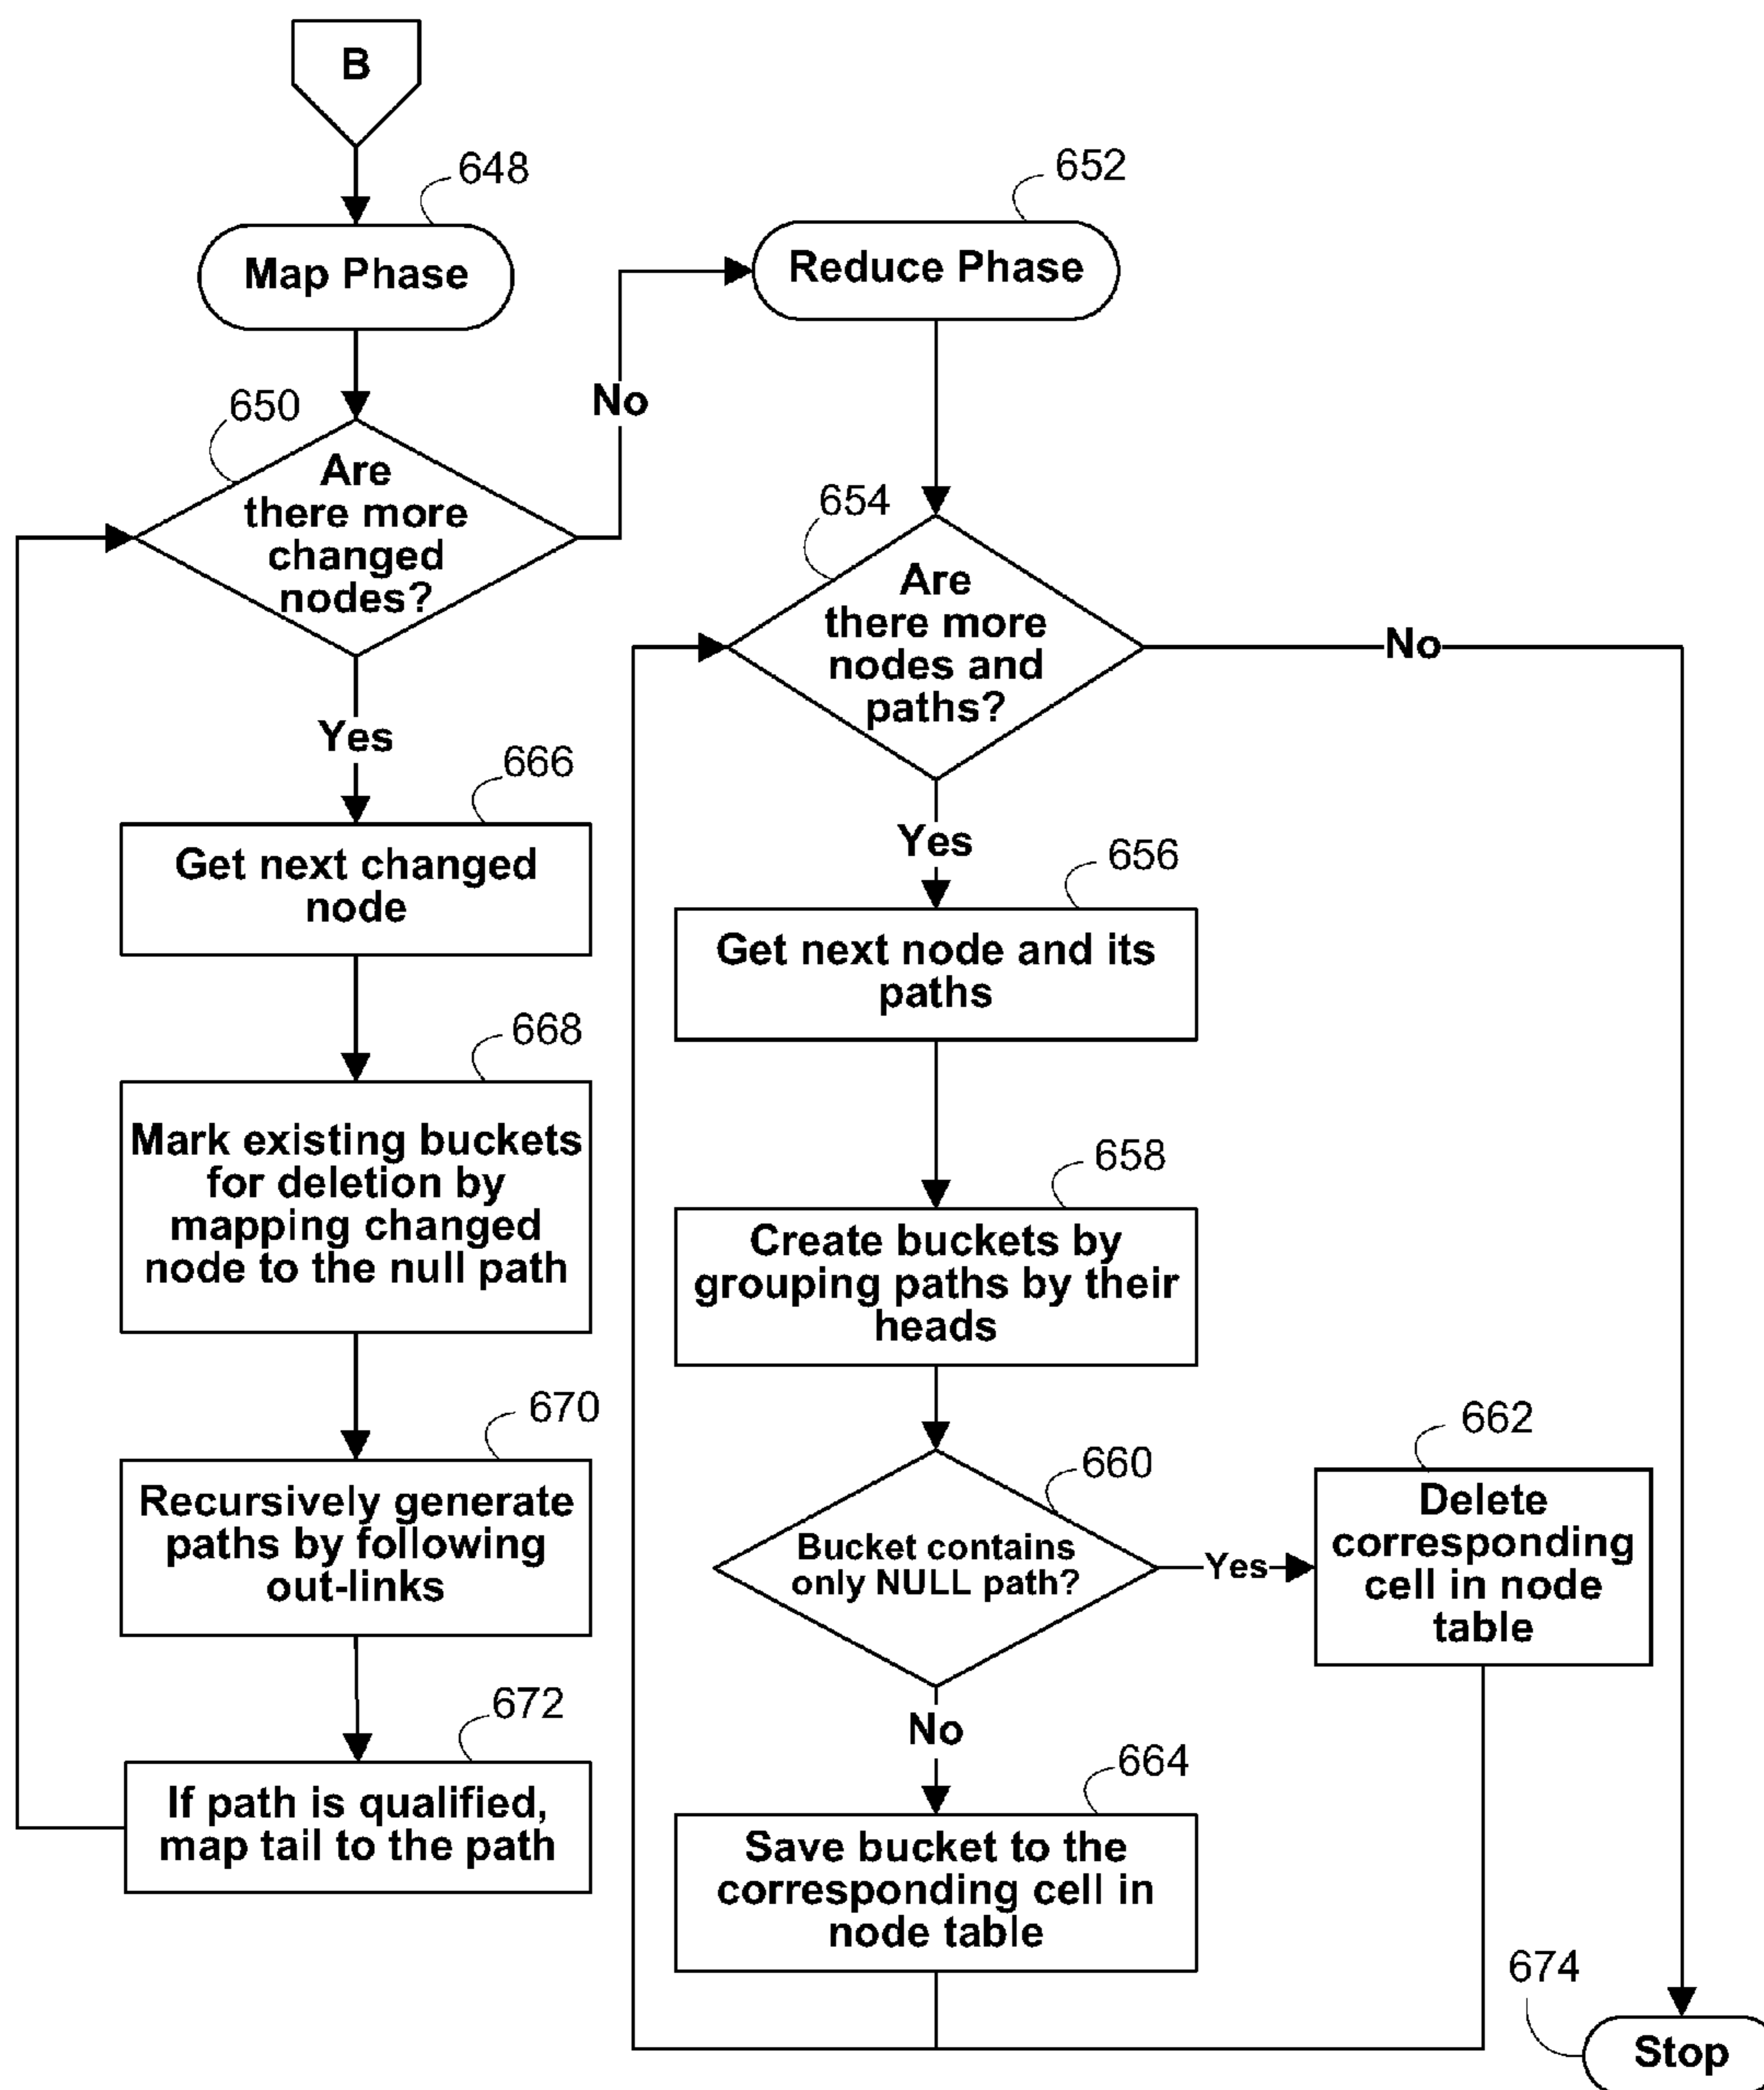 B
648
Map Phase
652
Reduce Phase
650
Are
there more
changed
nodes?
No
654
Are
there more
nodes and
paths?
No
Yes
666
Get next changed
node
Yes
656
Get next node and its
paths
668
Mark existing buckets
for deletion by
mapping changed
node to the null path
658
Create buckets by
grouping paths by their
heads
670
Recursively generate
paths by following
out-links
660
Bucket contains
only NULL path?
Yes
662
Delete
corresponding
cell in node
table
672
If path is qualified,
map tail to the path
No
664
Save bucket to the
corresponding cell in
node table
674
Stop